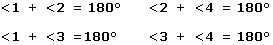 <1 + <2 = 180° <2 + <4 = 180°
<1 + <3 =180° <3 + <4 = 180°